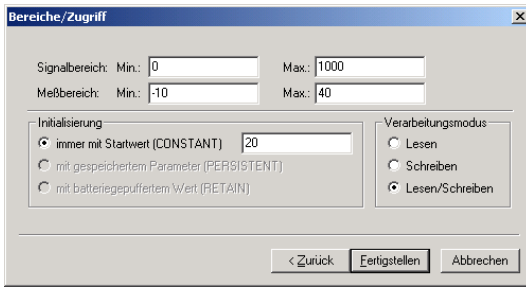 Bereiche/Zugriff
Signalbereich: Min.: 0 Max.: 1000
Meßbereich: Min.: -10 Max.: 40
Initialisierung
immer mit Startwert (CONSTANT) 20
mit gespeichertem Parameter (PERSISTENT)
mit batteriegepuffertem Wert (RETAIN)
Verarbeitungsmodus
Lesen
Schreiben
Lesen/Schreiben
< Zurück Fertigstellen Abbrechen